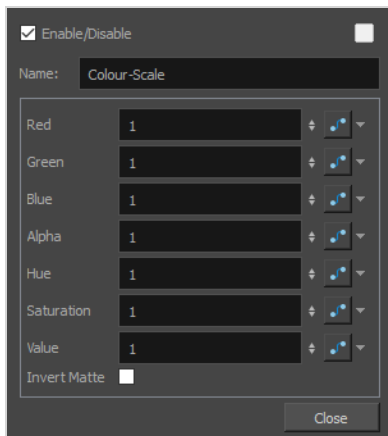 Enable/Disable
Name: Colour-Scale
Red 1
Green 1
Blue 1
Alpha 1
Hue 1
Saturation 1
Value 1
Invert Matte
Close